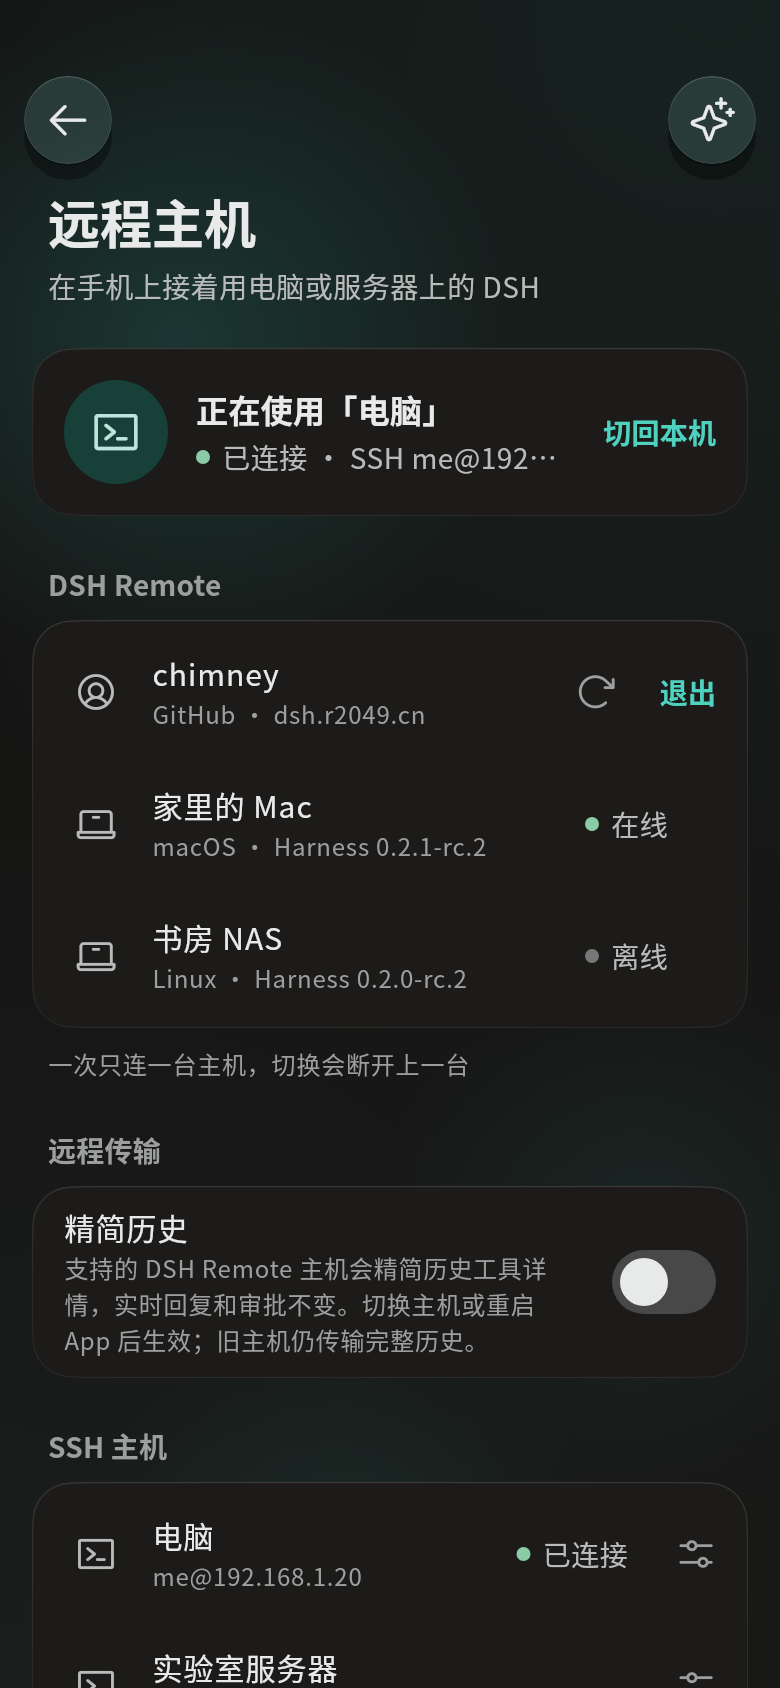 远程主机
在手机上接着用电脑或服务器上的 DSH
正在使用「电脑」
已连接 · SSH me@192…
切回本机
DSH Remote
chimney
GitHub · dsh.r2049.cn
退出
家里的 Mac
macOS · Harness 0.2.1-rc.2
在线
书房 NAS
Linux · Harness 0.2.0-rc.2
离线
一次只连一台主机，切换会断开上一台
远程传输
精简历史
支持的 DSH Remote 主机会精简历史工具详
情，实时回复和审批不变。切换主机或重启
App 后生效；旧主机仍传输完整历史。
SSH 主机
电脑
me@192.168.1.20
已连接
实验室服务器